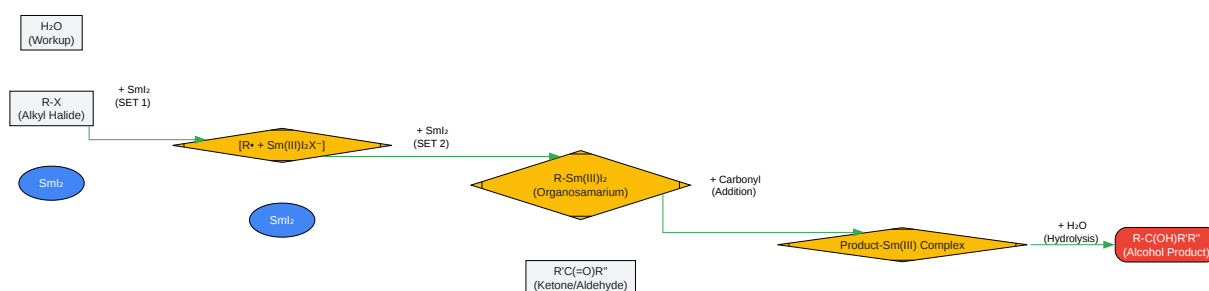 H₂O
(Workup)
R-X
(Alkyl Halide)
+ SmI₂
(SET 1)
SmI₂
[R• + Sm(III)I₂X⁻]
+ SmI₂
(SET 2)
SmI₂
R-Sm(III)I₂
(Organosamarium)
+ Carbonyl
(Addition)
R'C(=O)R"
(Ketone/Aldehyde)
Product-Sm(III) Complex
+ H₂O
(Hydrolysis)
R-C(OH)R'R"
(Alcohol Product)